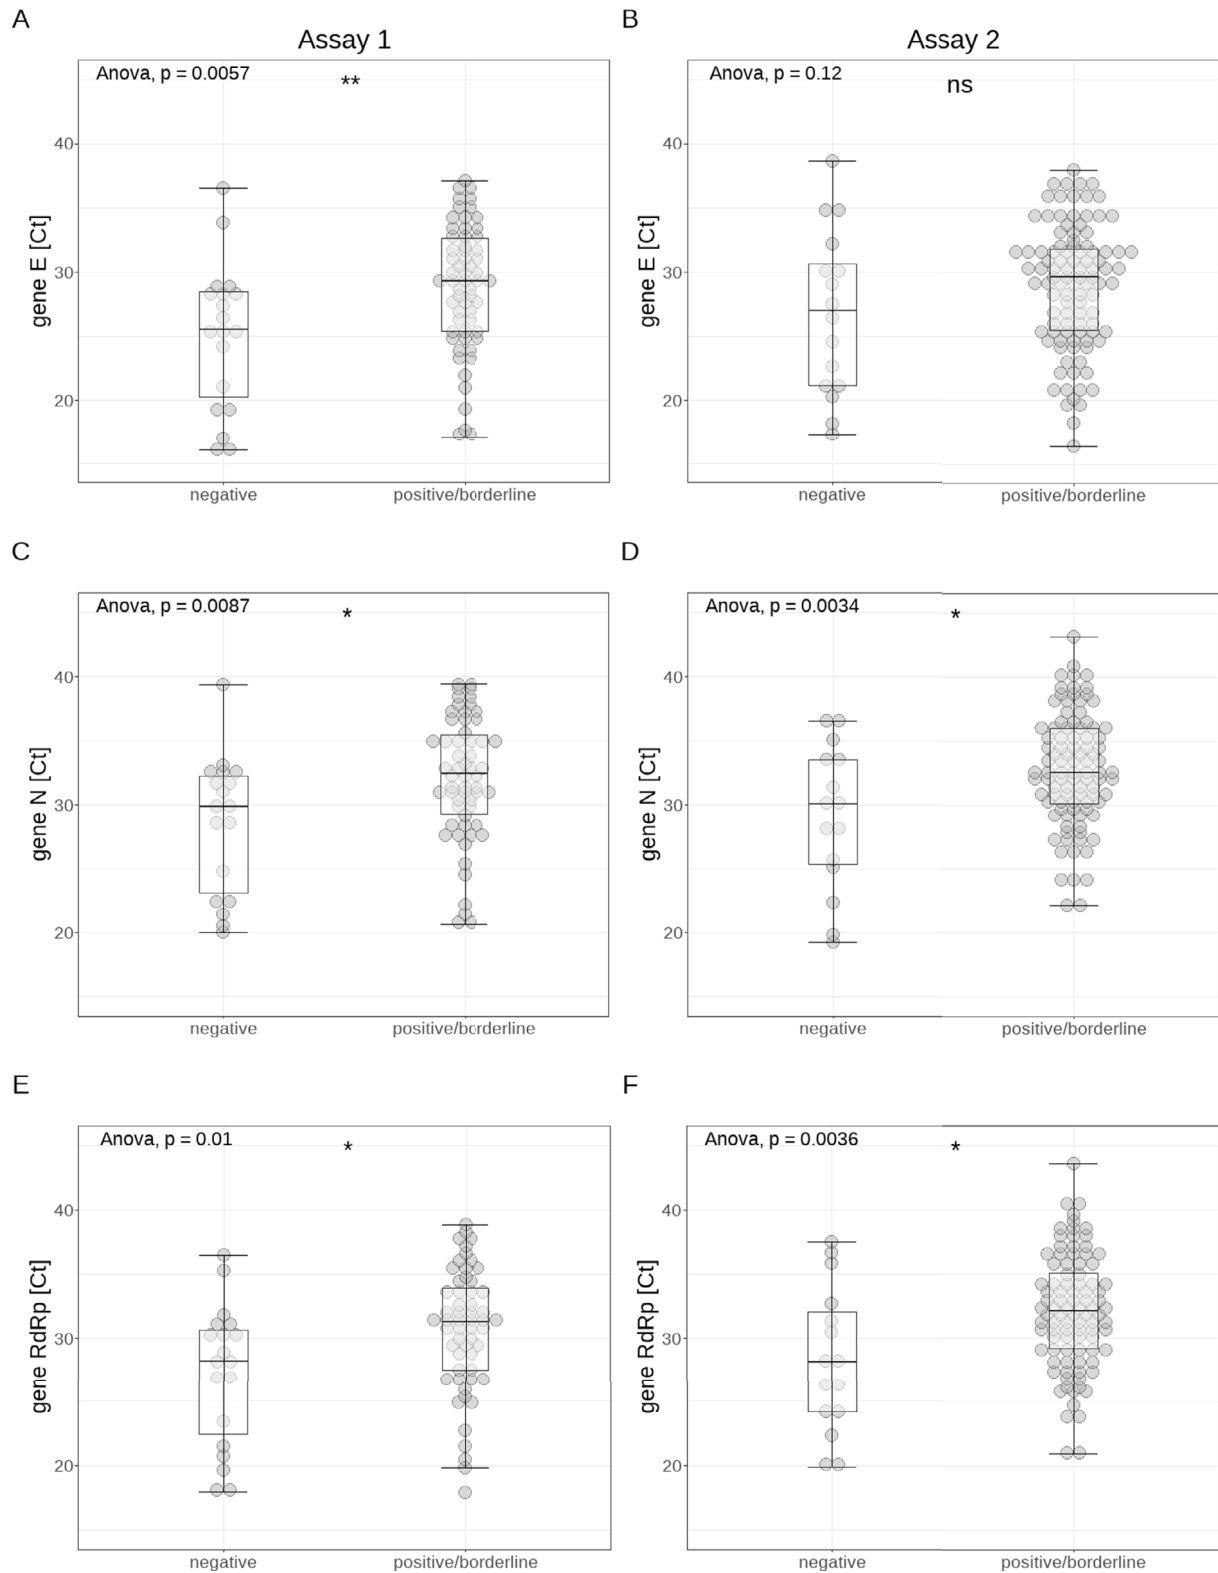 A
B
Assay 1
Assay 2
Anova, p = 0.0057
**
Anova, p = 0.12
ns
gene E [Ct]
40
30
20
negative
positive/borderline
gene E [Ct]
40
30
20
negative
positive/borderline
C
D
Anova, p = 0.0087
*
Anova, p = 0.0034
*
gene N [Ct]
40
30
20
negative
positive/borderline
gene N [Ct]
40
30
20
negative
positive/borderline
E
F
Anova, p = 0.01
*
Anova, p = 0.0036
*
gene RdRp [Ct]
40
30
20
negative
positive/borderline
gene RdRp [Ct]
40
30
20
negative
positive/borderline